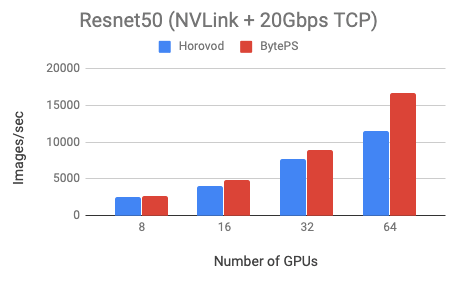 Resnet50 (NVLink + 20Gbps TCP)
Horovod BytePS
20000
15000
10000
5000
0
Images/sec
8 16 32 64
Number of GPUs